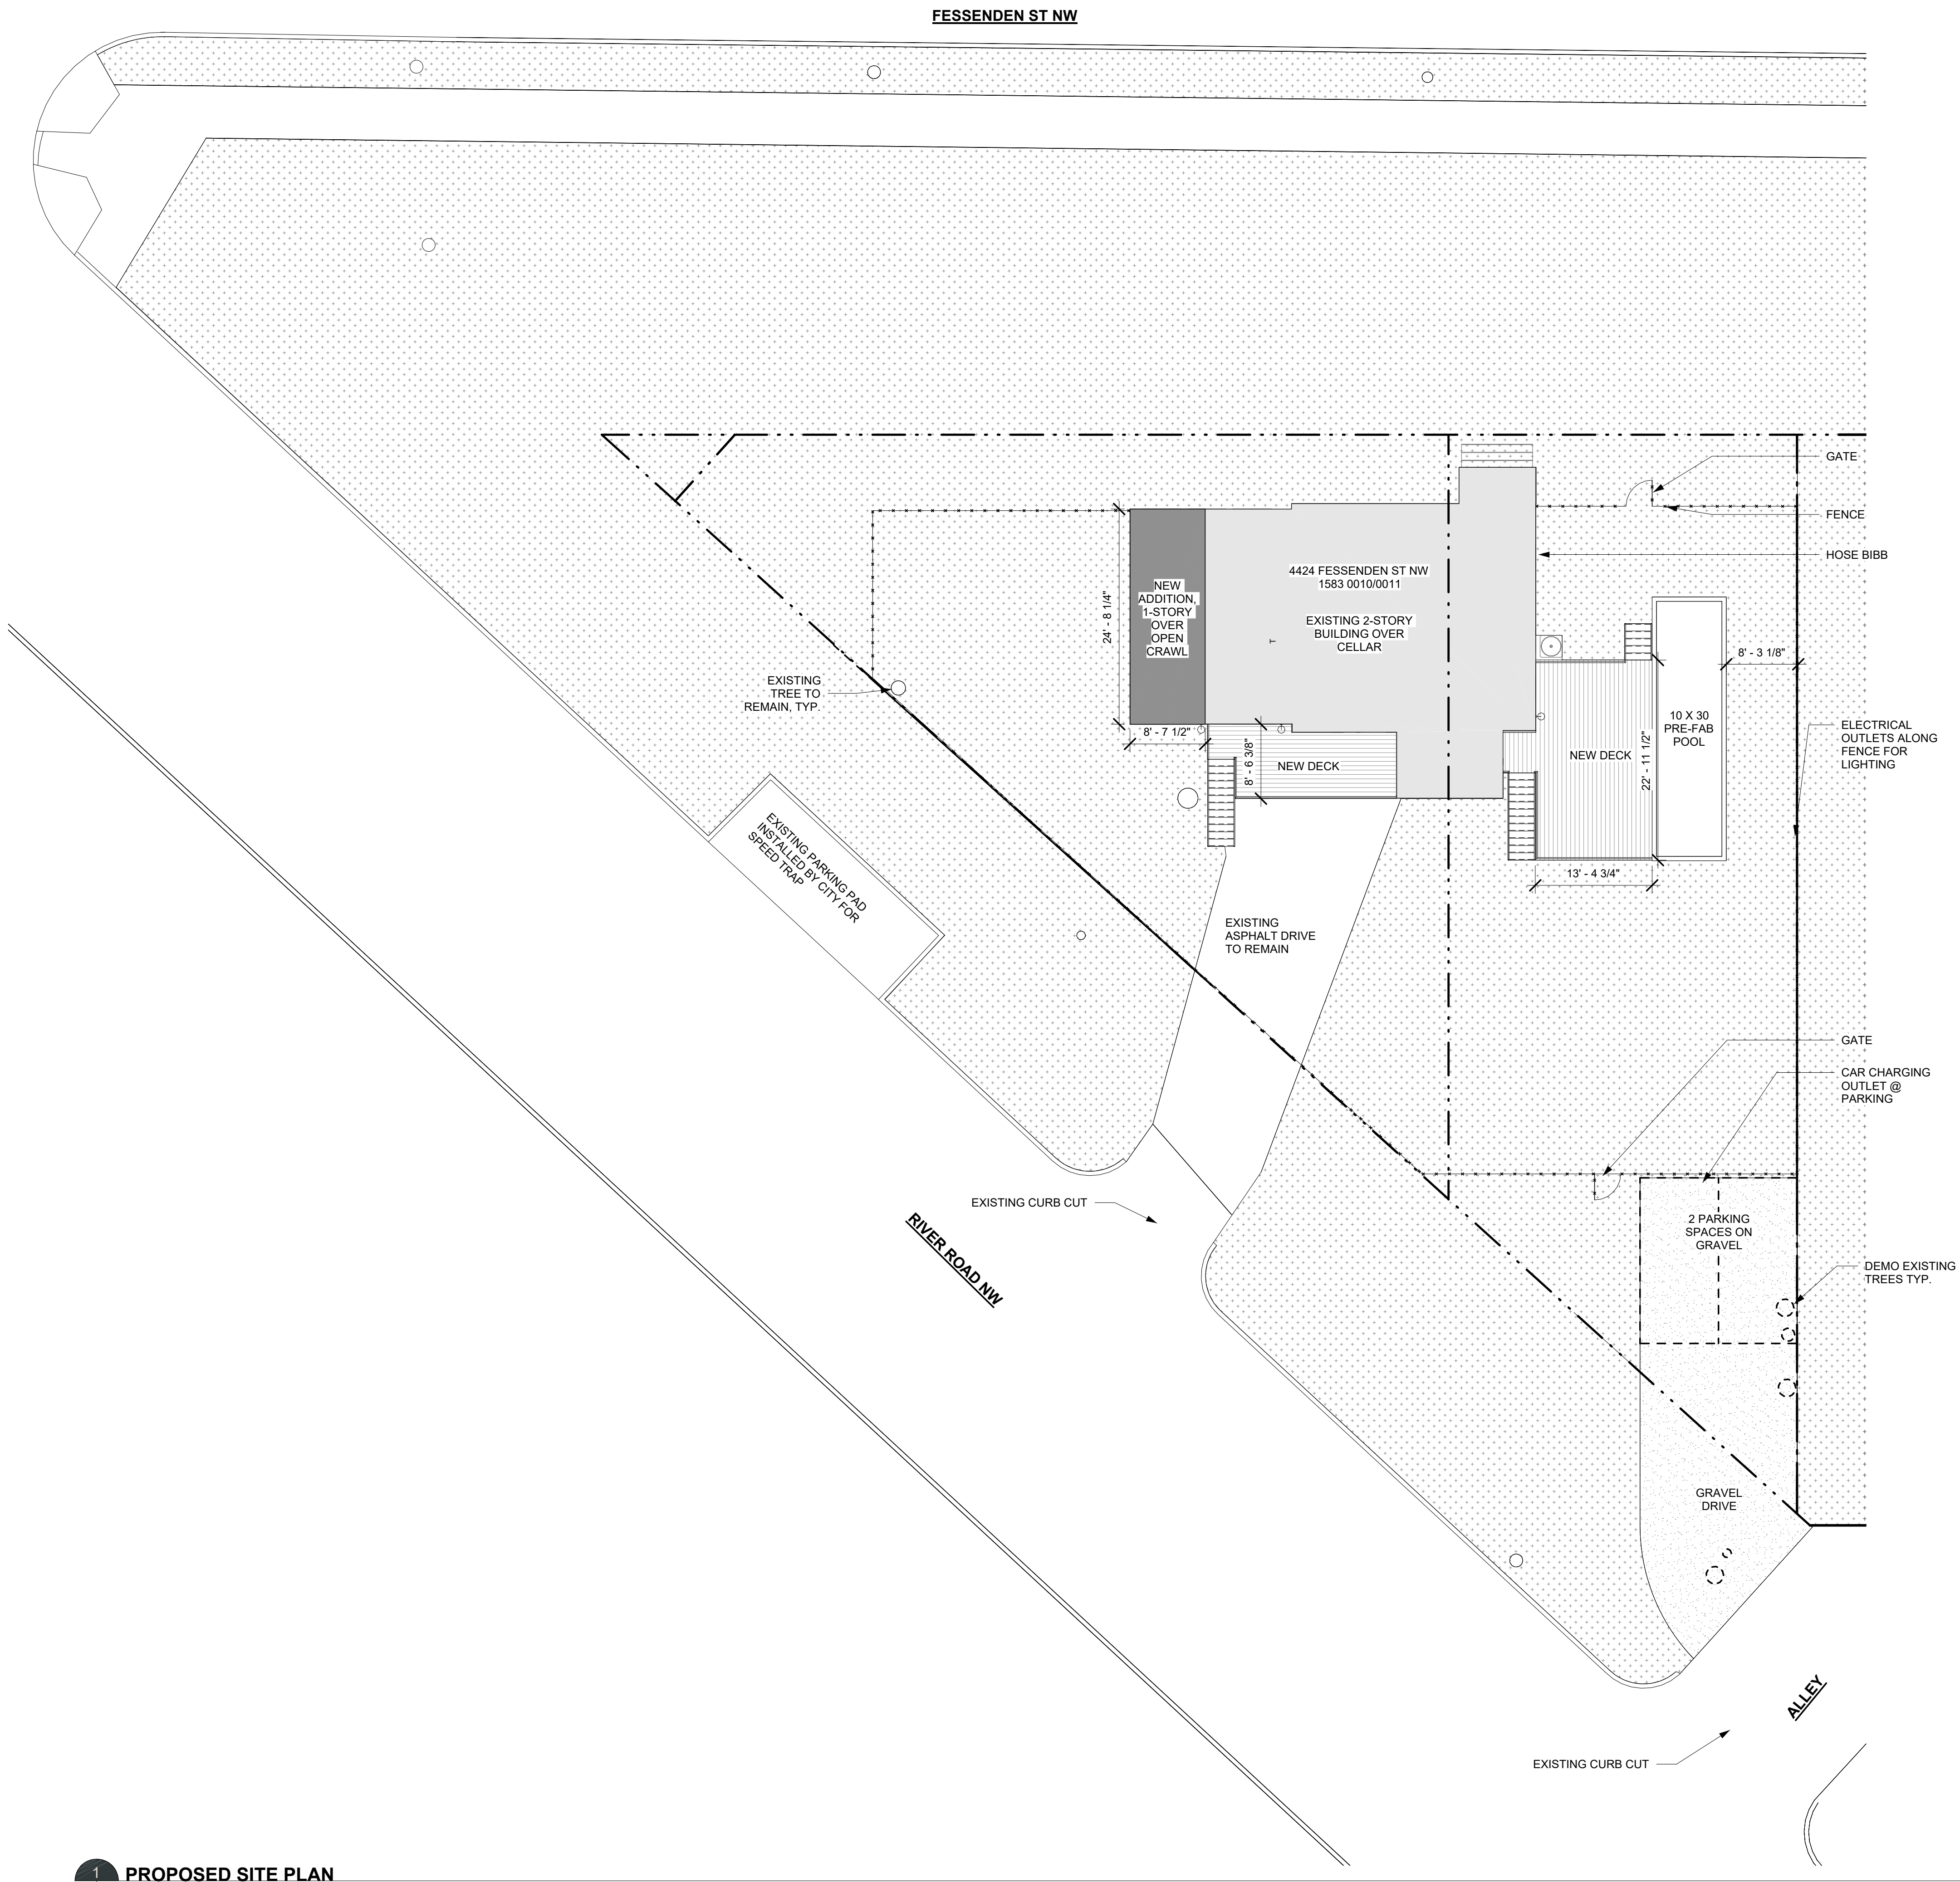 FESSENDEN ST NW
GATE
FENCE
HOSE BIBB
4424 FESSENDEN ST NW
1583 0010/0011
EXISTING 2-STORY
BUILDING OVER
CELLAR
NEW
ADDITION,
1-STORY
OVER
OPEN
CRAWL
24' - 8 1/4"
T
8' - 3 1/8"
EXISTING
TREE TO
REMAIN, TYP.
10 X 30
PRE-FAB
POOL
ELECTRICAL
OUTLETS ALONG
FENCE FOR
LIGHTING
8' - 7 1/2"
8' - 6 3/8"
NEW DECK
NEW DECK
22' - 11 1/2"
13' - 4 3/4"
EXISTING PARKING PAD
INSTALLED BY CITY FOR
SPEED TRAP
EXISTING
ASPHALT DRIVE
TO REMAIN
GATE
CAR CHARGING
OUTLET @
PARKING
EXISTING CURB CUT
RIVER ROAD NW
2 PARKING
SPACES ON
GRAVEL
DEMO EXISTING
TREES TYP.
GRAVEL
DRIVE
ALLEY
EXISTING CURB CUT
1
PROPOSED SITE PLAN